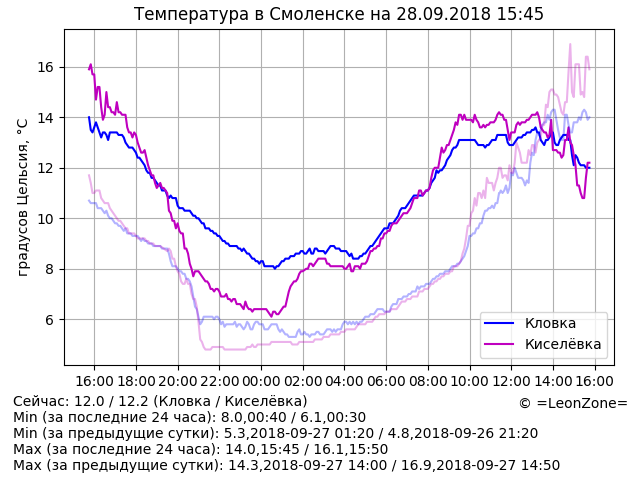 Температура в Смоленске на 28.09.2018 15:45
градусов Цельсия, °C
16
14
12
10
8
6
16:00 18:00 20:00 22:00 00:00 02:00 04:00 06:00 08:00 10:00 12:00 14:00 16:00
Кловка
Киселёвка
Сейчас: 12.0 / 12.2 (Кловка / Киселёвка)
© =LeonZone=
Min (за последние 24 часа): 8.0,00:40 / 6.1,00:30
Min (за предыдущие сутки): 5.3,2018-09-27 01:20 / 4.8,2018-09-26 21:20
Max (за последние 24 часа): 14.0,15:45 / 16.1,15:50
Max (за предыдущие сутки): 14.3,2018-09-27 14:00 / 16.9,2018-09-27 14:50